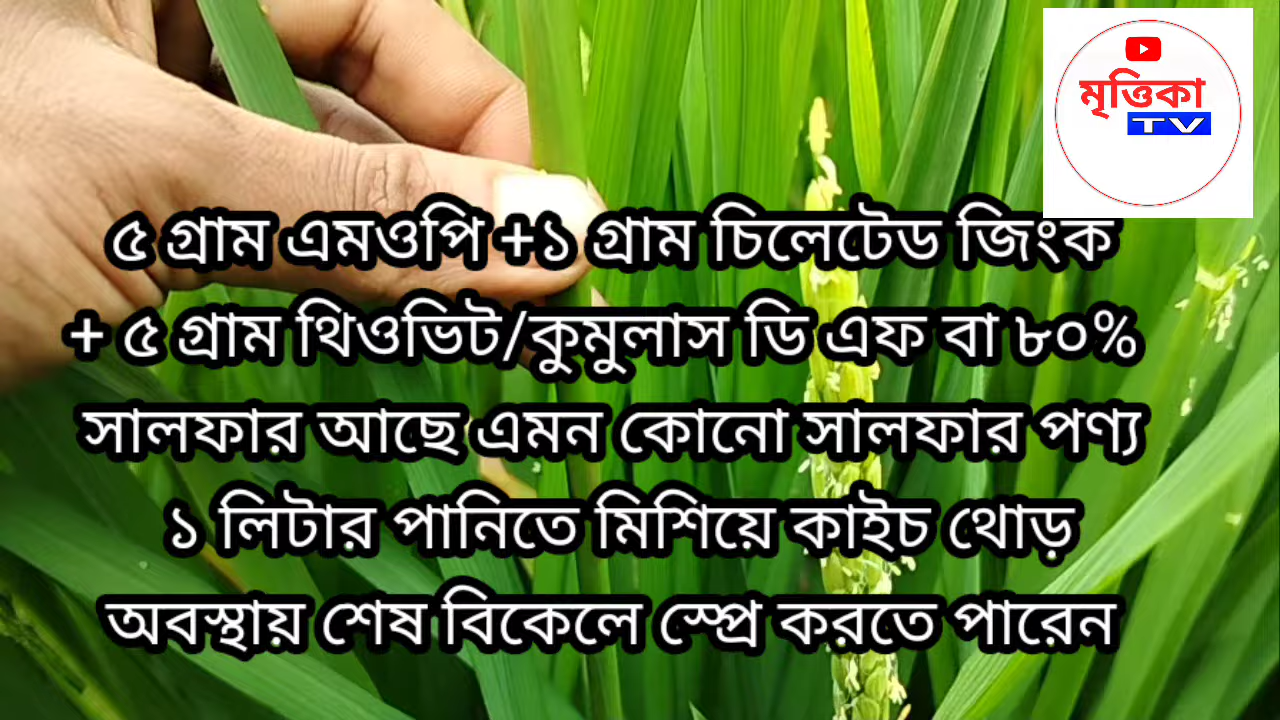 মৃত্তিকা
TV
৫ গ্রাম এমওপি +১ গ্রাম চিলেটেড জিংক
+ ৫ গ্রাম থিওভিট/কুমুলাস ডি এফ বা ৮০%
সালফার আছে এমন কোনো সালফার পণ্য
১ লিটার পানিতে মিশিয়ে কাইচ থোড়
অবস্থায় শেষ বিকেলে স্প্রে করতে পারেন